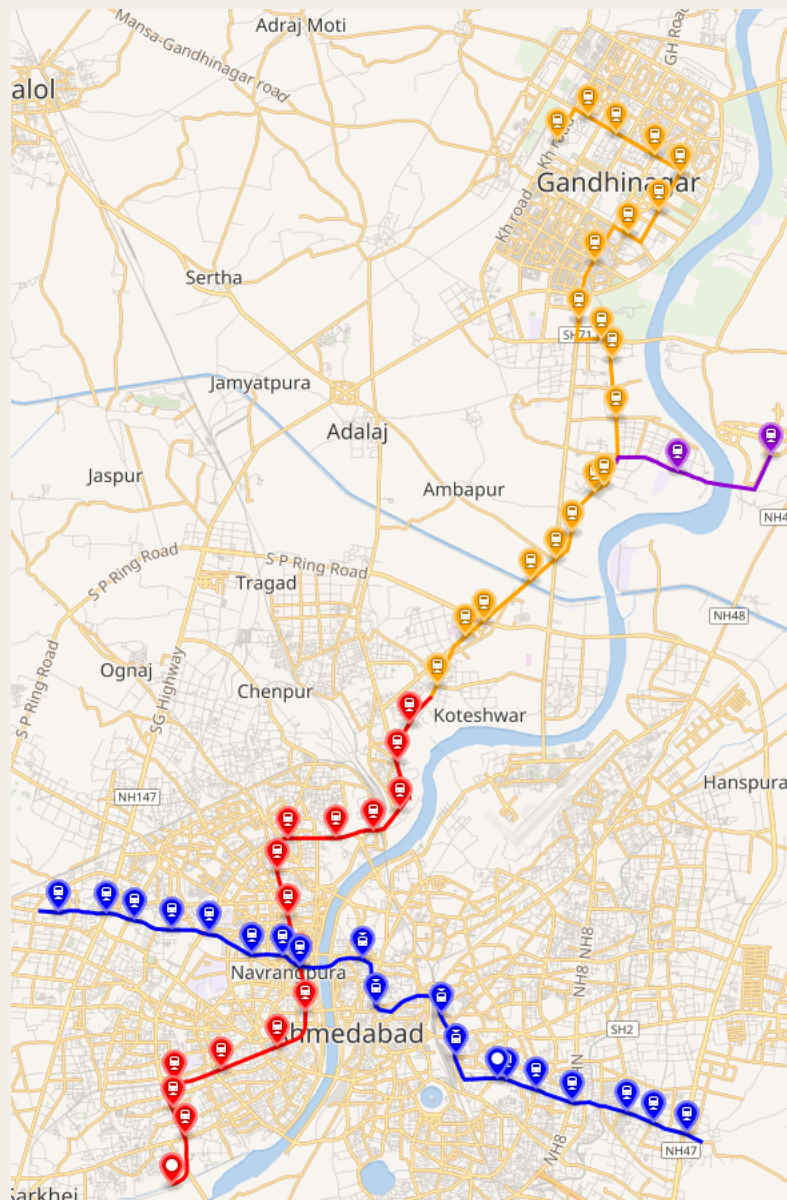 Adraj Moti
GH Road
Mansa-Gandhinagar road
alol
Kh road
Gandhinagar
Kh road
Sertha
SH71
Jamyatpura
Adalaj
Jaspur
Ambapur
NH4
S P Ring Road
S P Ring Road
Tragad
NH48
S P Ring Road
Ognaj
SG Highway
Chenpur
Koteshwar
Hanspura
NH147
NH8 NH8
Navrangpura
SH2
hmedabad
HN
NH8
NH47
Sarkhej